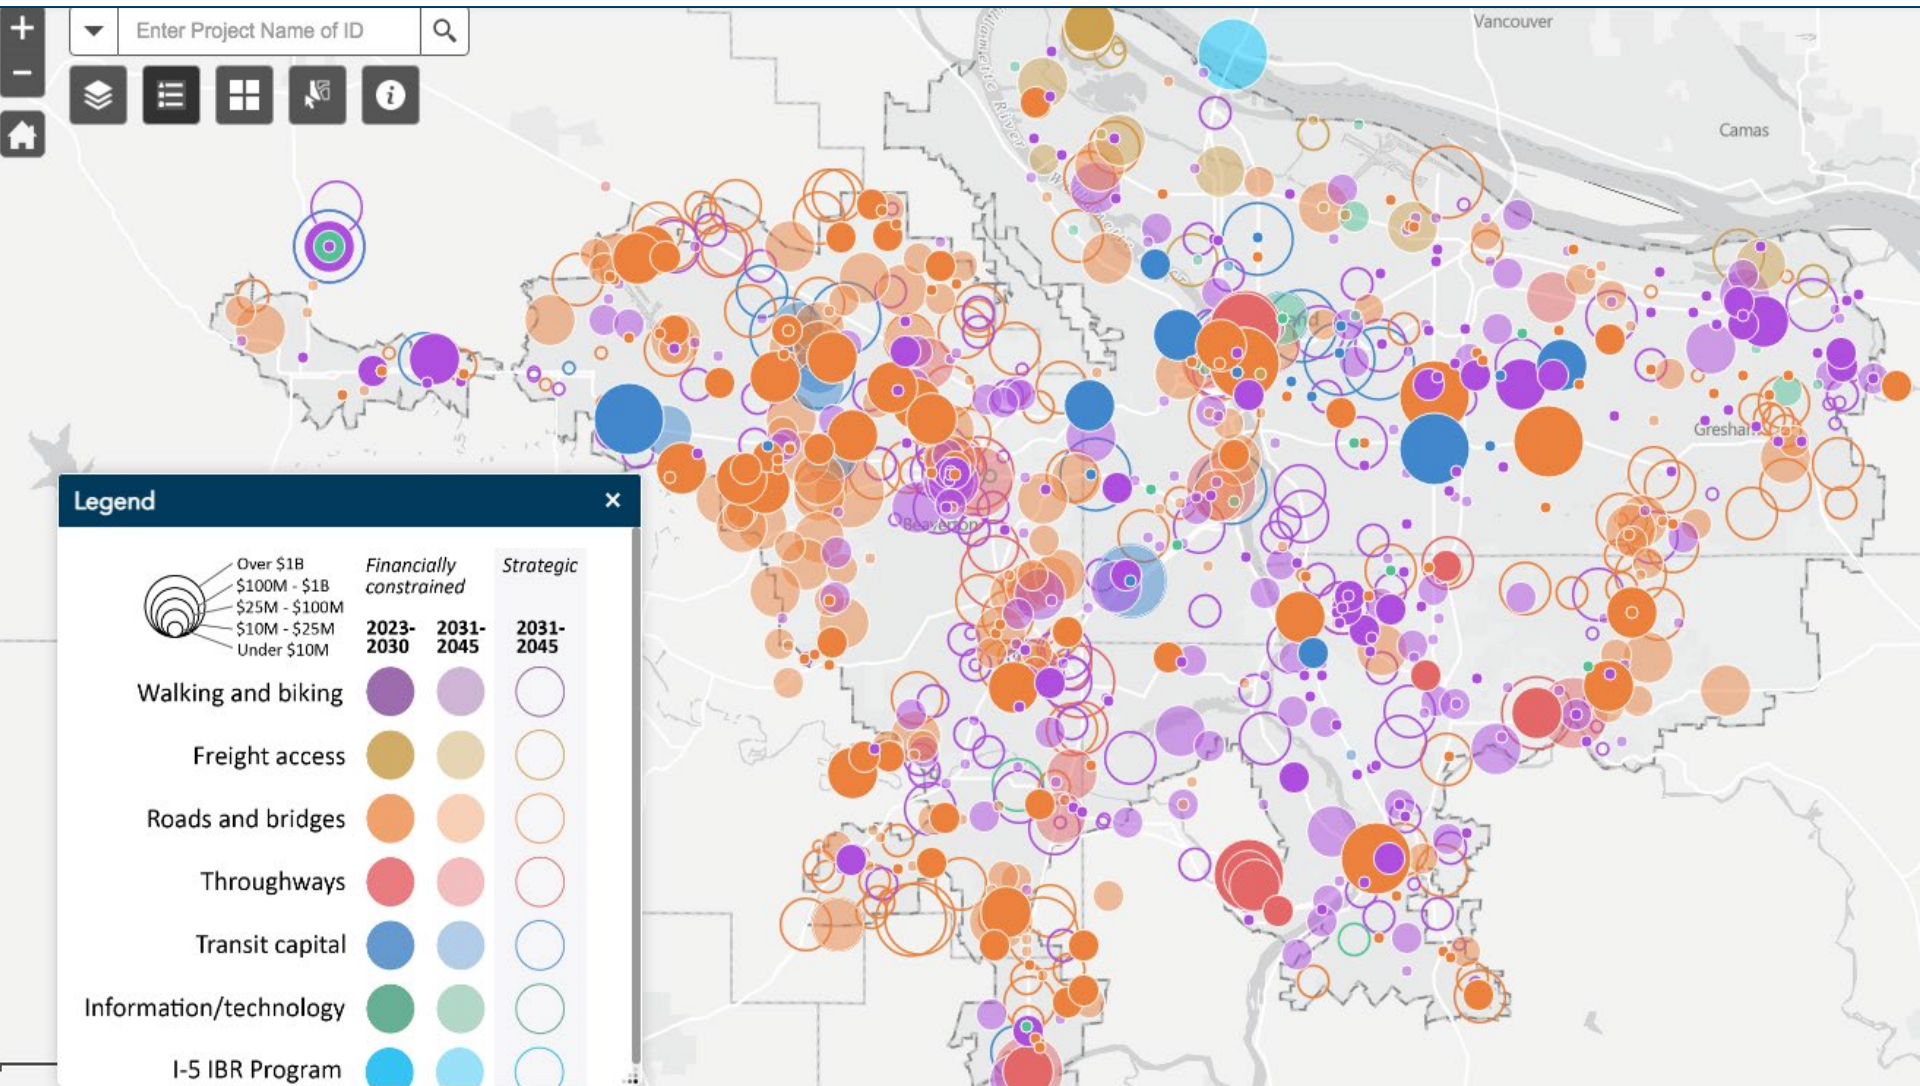 Enter Project Name of ID
Vancouver
Camas
Beaverton
Legend
Over $1B
$100M - $1B
$25M - $100M
$10M - $25M
Under $10M
Financially
constrained
Strategic
2023-
2030
2031-
2045
2031-
2045
Walking and biking
Freight access
Roads and bridges
Throughways
Transit capital
Information/technology
I-5 IBR Program